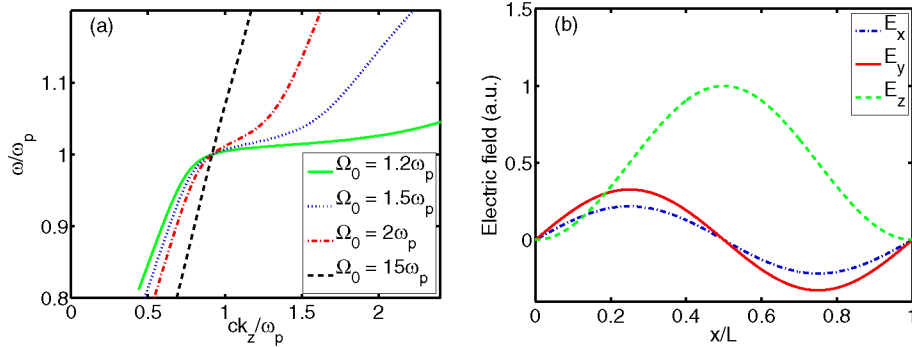 (a)
1.1
1
0.9
0.8
ω/ω_p
0
0.5
1
1.5
2
ck_z/ω_p
Ω_0 = 1.2ω_p
Ω_0 = 1.5ω_p
Ω_0 = 2ω_p
Ω_0 = 15ω_p
(b)
1.5
1
0.5
0
Electric field (a.u.)
0
0.2
0.4
0.6
0.8
1
x/L
E_x
E_y
E_z